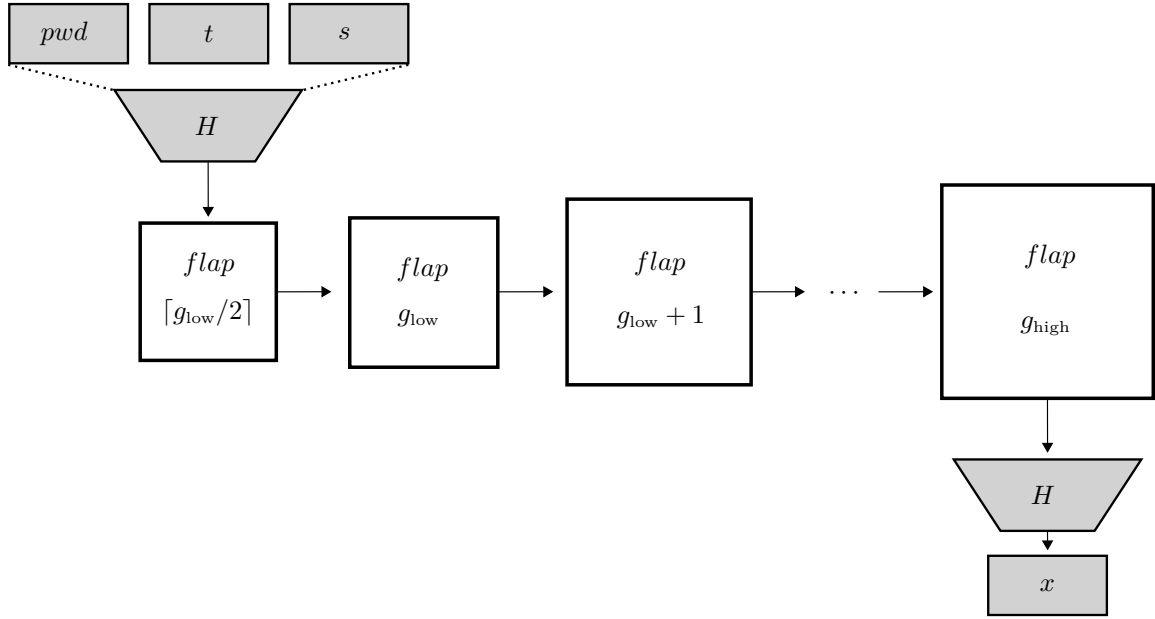 pwd t s
H
flap
⌈g_low/2⌉
flap
g_low
flap
g_low + 1
...
flap
g_high
H
x